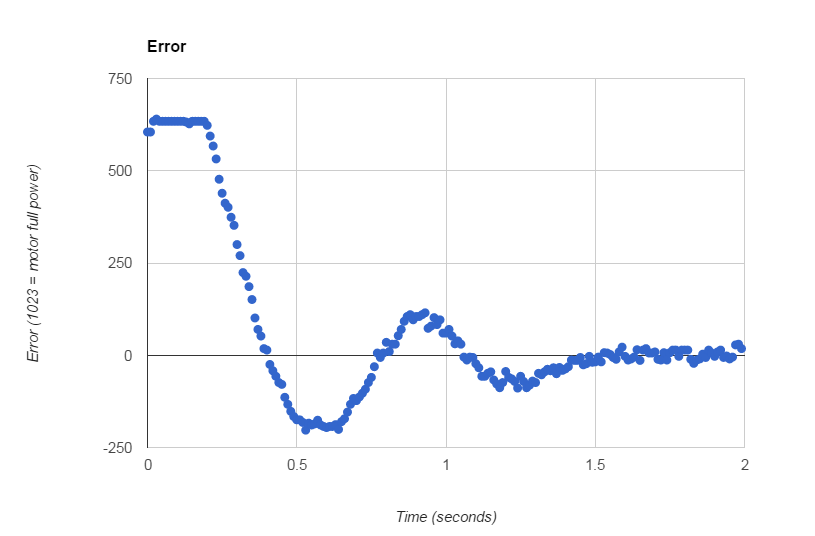 Error
Error (1023 = motor full power)
750
500
250
0
-250
0 0.5 1 1.5 2
Time (seconds)